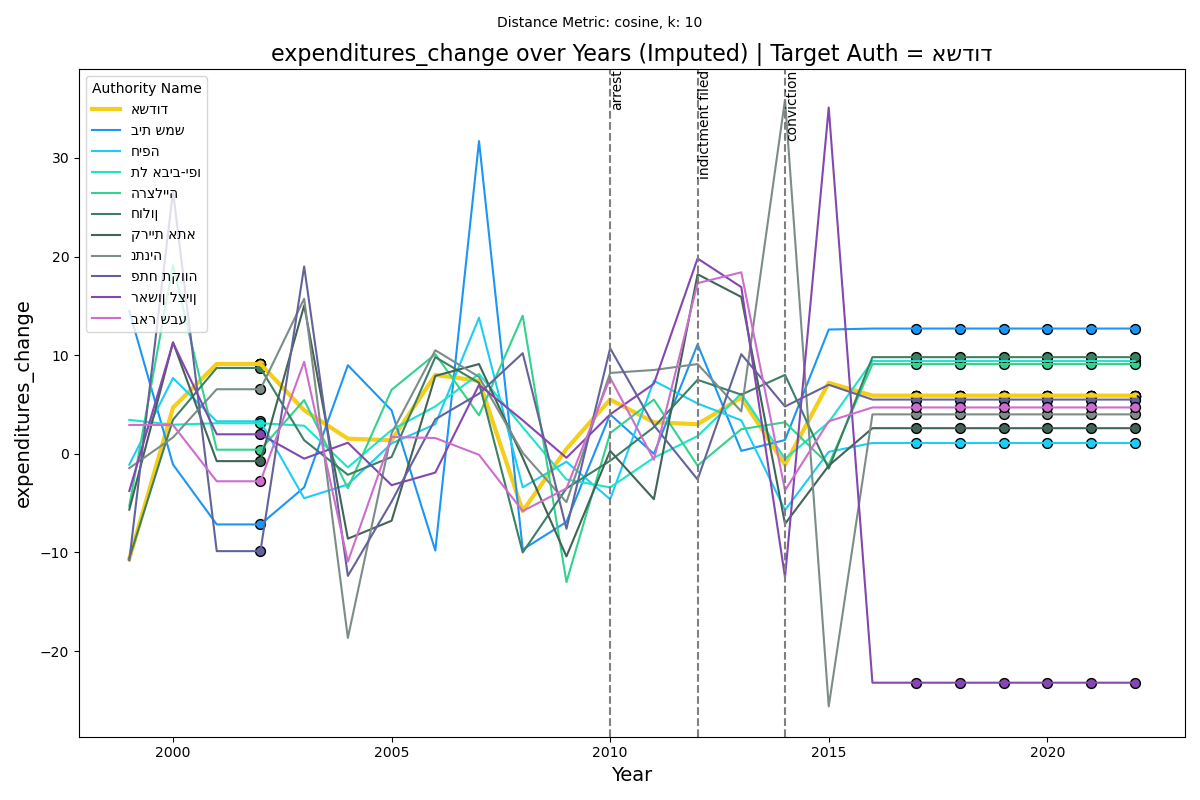 Distance Metric: cosine, k: 10
expenditures_change over Years (Imputed) | Target Auth = אשדוד
Authority Name
אשדוד
בית שמש
חיפה
תל אביב-יפו
הרצלייה
חולון
קריית אתא
נתניה
פתח תקווה
ראשון לציון
באר שבע
arrest
indictment filed
conviction
expenditures_change
30
20
10
0
−10
−20
2000
2005
2010
2015
2020
Year